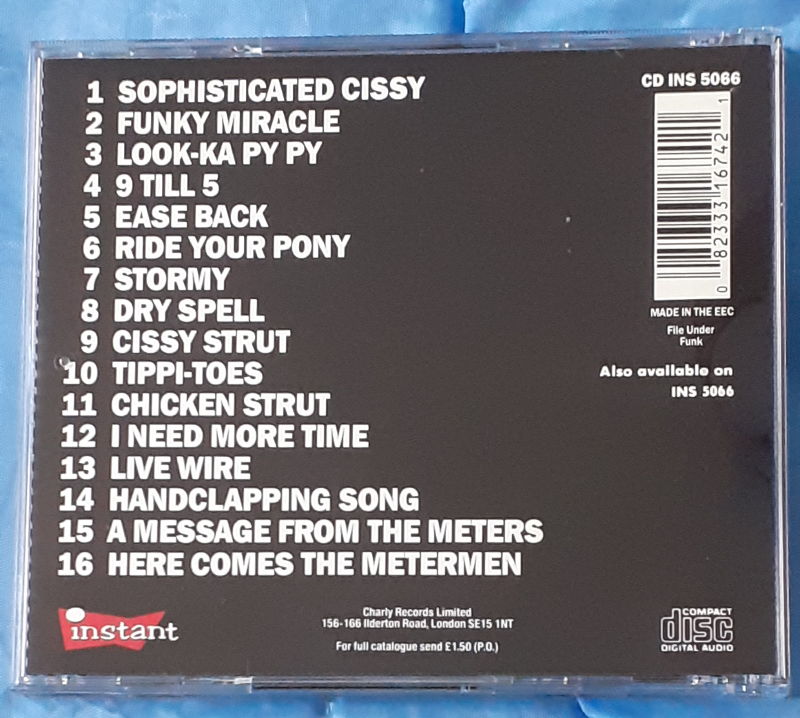 1 SOPHISTICATED CISSY
2 FUNKY MIRACLE
3 LOOK-KA PY PY
4 9 TILL 5
5 EASE BACK
6 RIDE YOUR PONY
7 STORMY
8 DRY SPELL
9 CISSY STRUT
10 TIPPI-TOES
11 CHICKEN STRUT
12 I NEED MORE TIME
13 LIVE WIRE
14 HANDCLAPPING SONG
15 A MESSAGE FROM THE METERS
16 HERE COMES THE METERMEN
CD INS 5066
0 82333 16742 1
MADE IN THE EEC
File Under
Funk
Also available on
INS 5066
instant
Charly Records Limited
156-166 Ilderton Road, London SE15 1NT
For full catalogue send £1.50 (P.O.)
COMPACT
disc
DIGITAL AUDIO